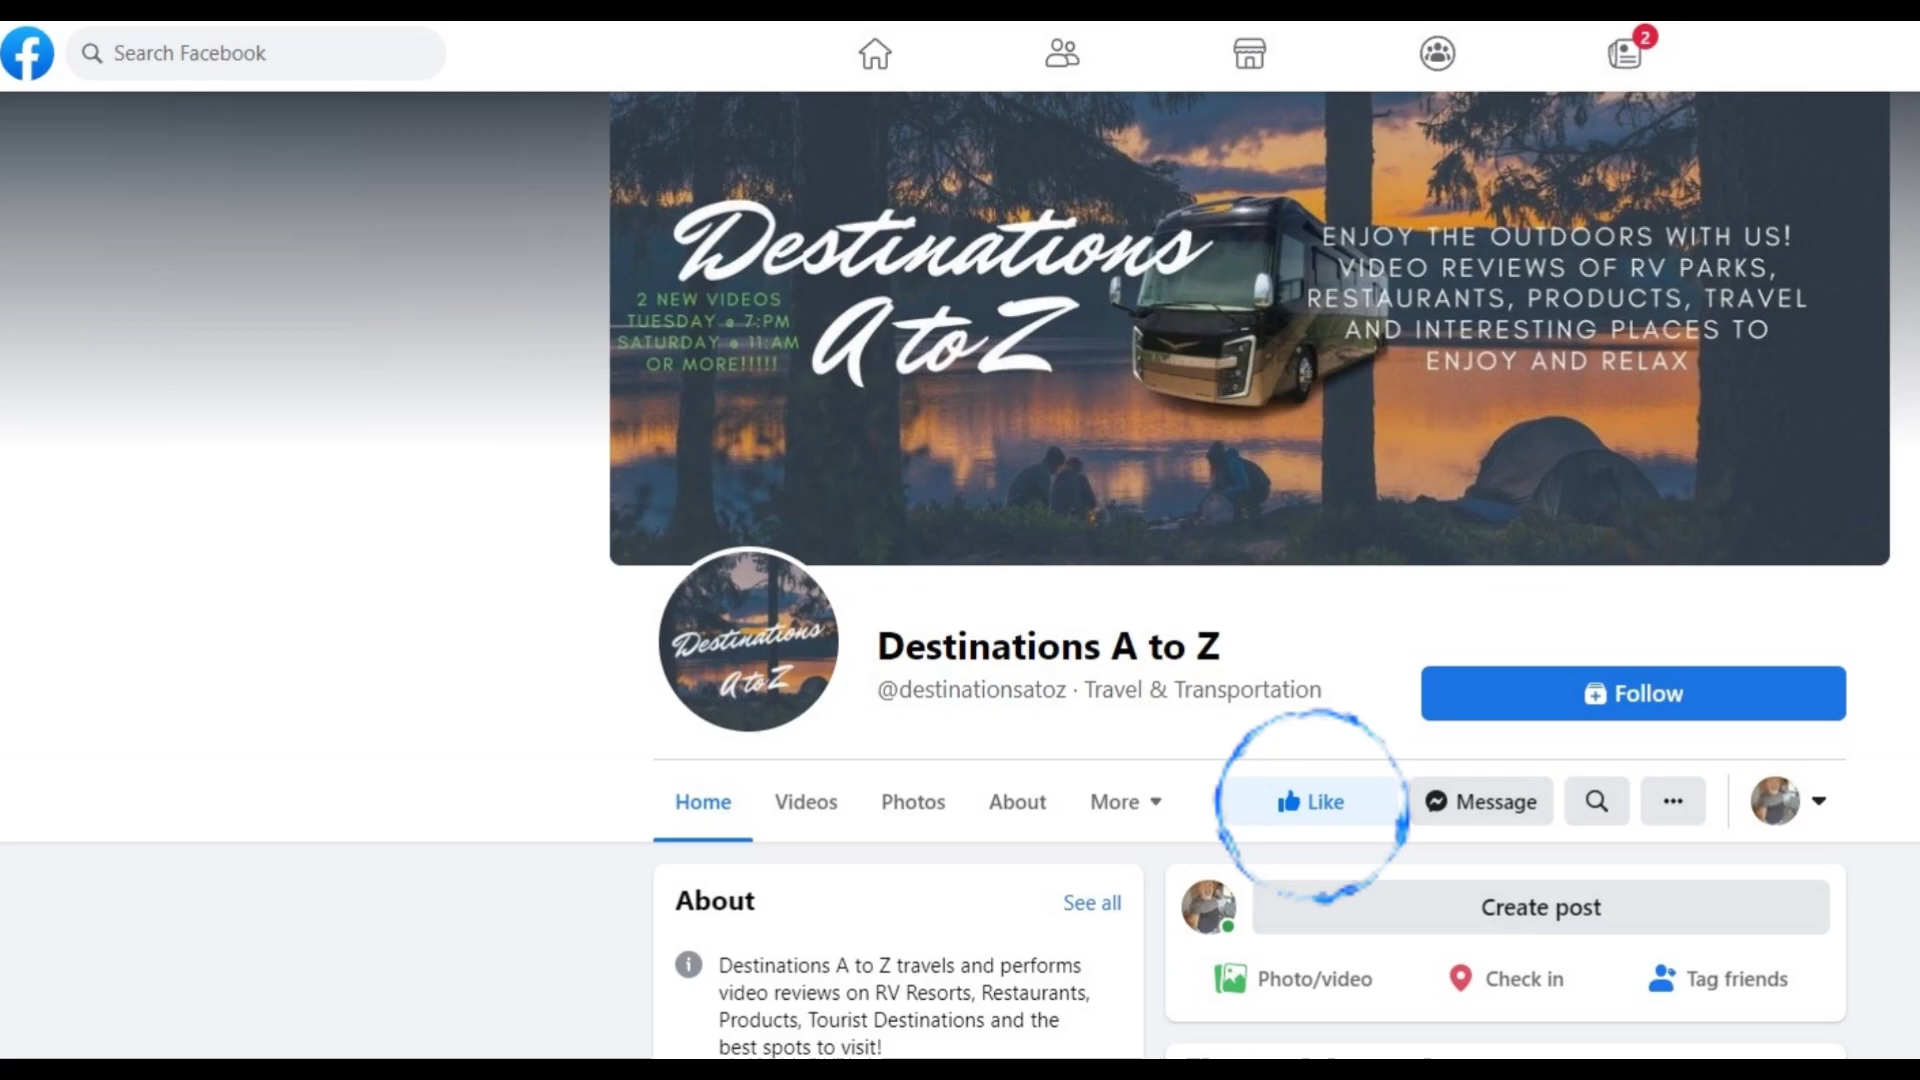 Search Facebook
2
Destinations
A to Z
2 NEW VIDEOS
TUESDAY @ 7:PM
SATURDAY @ 11:AM
OR MORE!!!!!
ENJOY THE OUTDOORS WITH US!
VIDEO REVIEWS OF RV PARKS,
RESTAURANTS, PRODUCTS, TRAVEL
AND INTERESTING PLACES TO
ENJOY AND RELAX
Destinations
A to Z
Destinations A to Z
@destinationsatoz · Travel & Transportation
Follow
Home Videos Photos About More
Like Message
About See all
Destinations A to Z travels and performs
video reviews on RV Resorts, Restaurants,
Products, Tourist Destinations and the
best spots to visit!
Create post
Photo/video Check in Tag friends